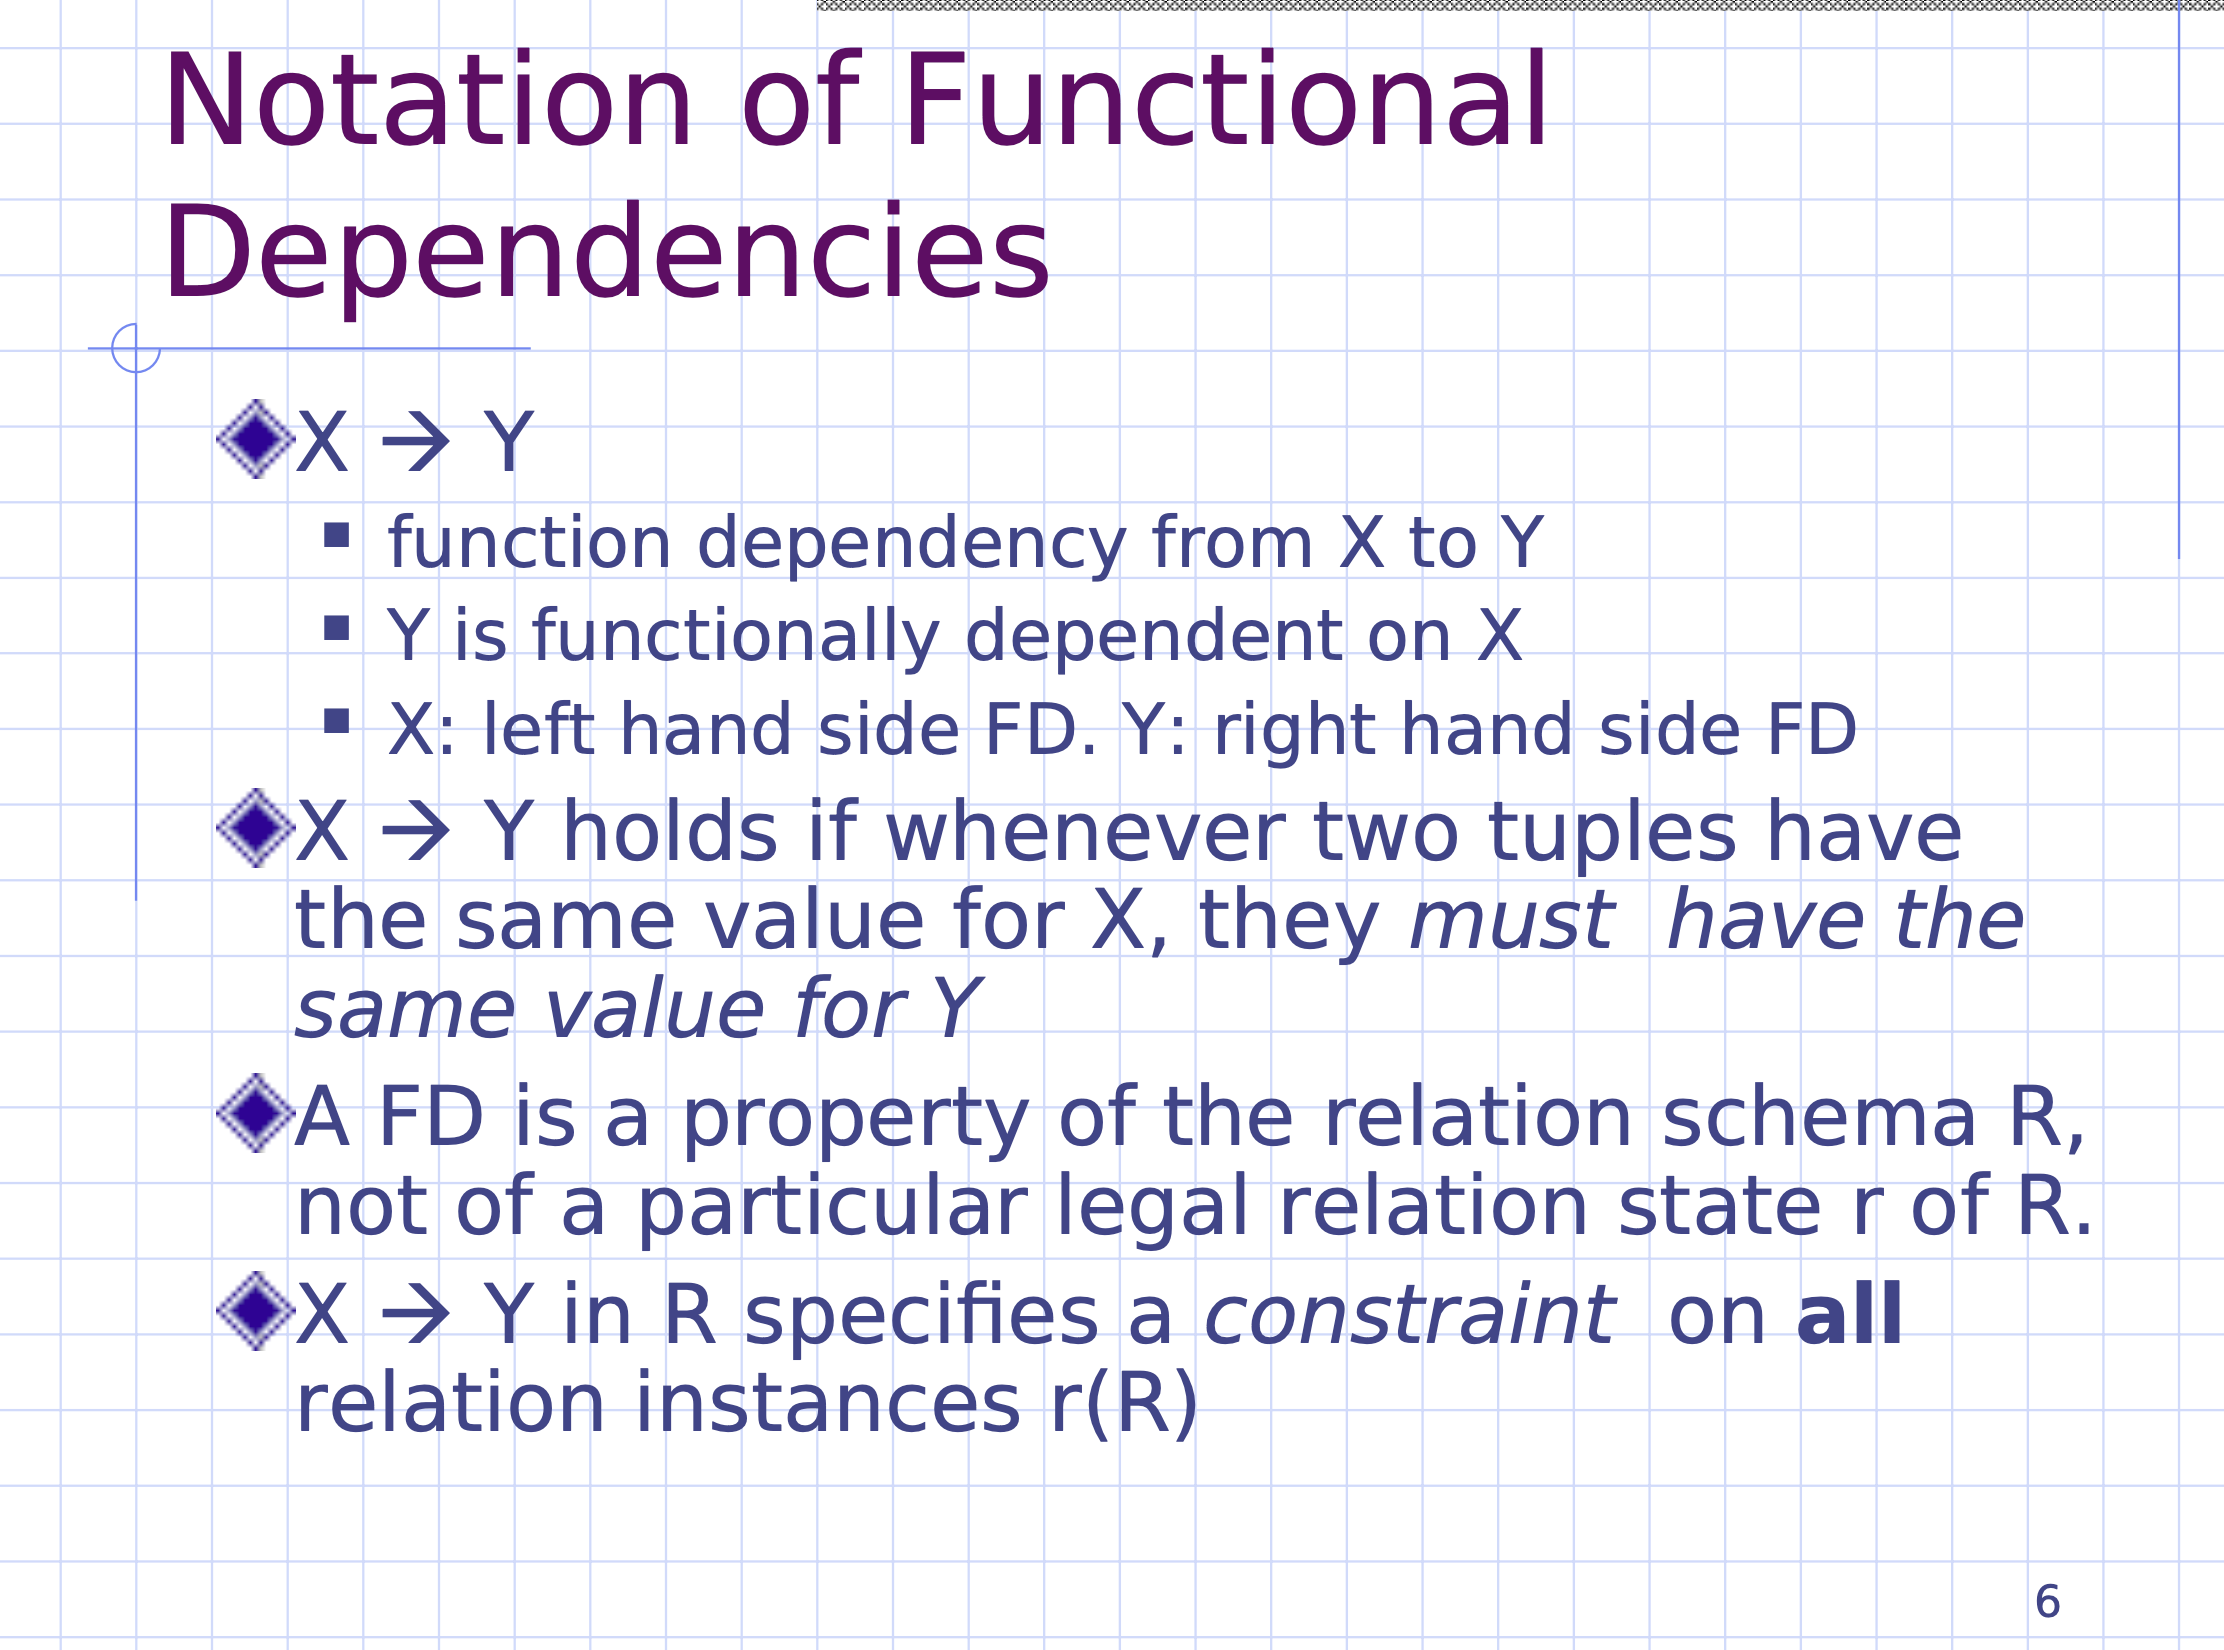 Notation of Functional
Dependencies
X → Y
function dependency from X to Y
Y is functionally dependent on X
X: left hand side FD. Y: right hand side FD
X → Y holds if whenever two tuples have
the same value for X, they must have the
same value for Y
A FD is a property of the relation schema R,
not of a particular legal relation state r of R.
X → Y in R specifies a constraint on all
relation instances r(R)
6